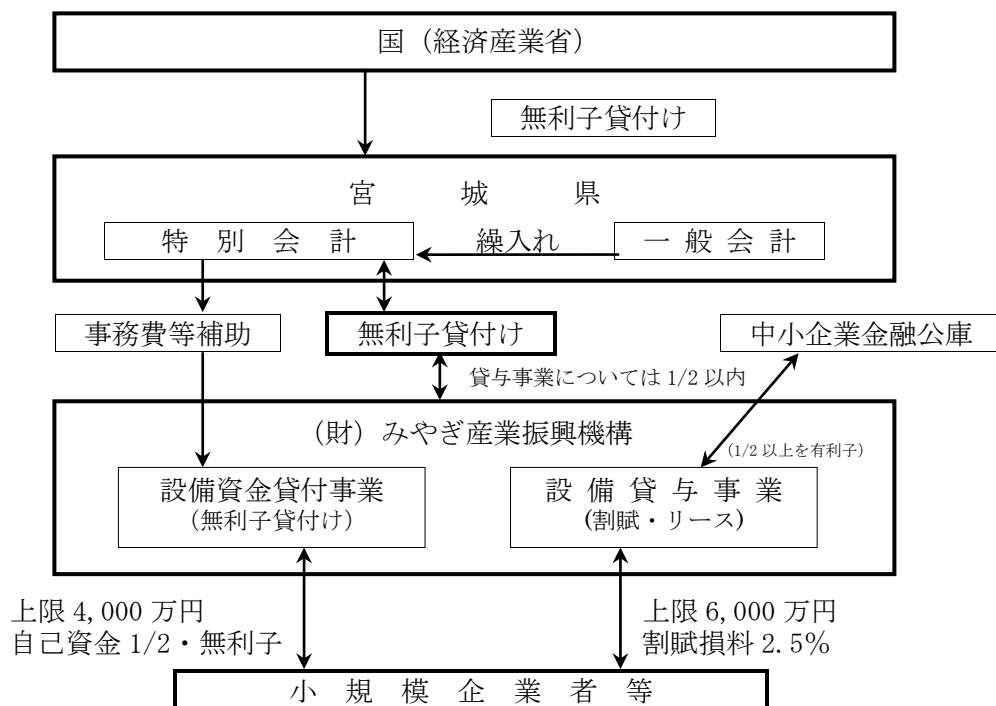 国（経済産業省）
無利子貸付け
宮城県
特別会計
繰入れ
一般会計
事務費等補助
無利子貸付け
中小企業金融公庫
貸与事業については 1/2 以内
（財）みやぎ産業振興機構
(1/2 以上を有利子)
設備資金貸付事業
（無利子貸付け）
設備貸与事業
(割賦・リース)
上限 4,000 万円
自己資金 1/2・無利子
上限 6,000 万円
割賦損料 2.5%
小規模企業者等